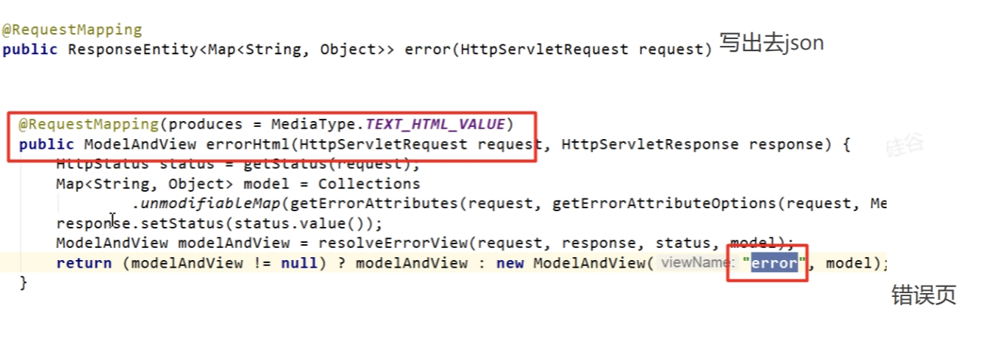 @RequestMapping
public ResponseEntity<Map<String, Object>> error(HttpServletRequest request) 写出去json
@RequestMapping(produces = MediaType.TEXT_HTML_VALUE)
public ModelAndView errorHtml(HttpServletRequest request, HttpServletResponse response) {
HttpStatus status = getStatus(request);
Map<String, Object> model = Collections
.unmodifiableMap(getErrorAttributes(request, getErrorAttributeOptions(request, Me
response.setStatus(status.value());
ModelAndView modelAndView = resolveErrorView(request, response, status, model);
return (modelAndView != null) ? modelAndView : new ModelAndView( viewName: "error", model);
}
错误页
硅谷